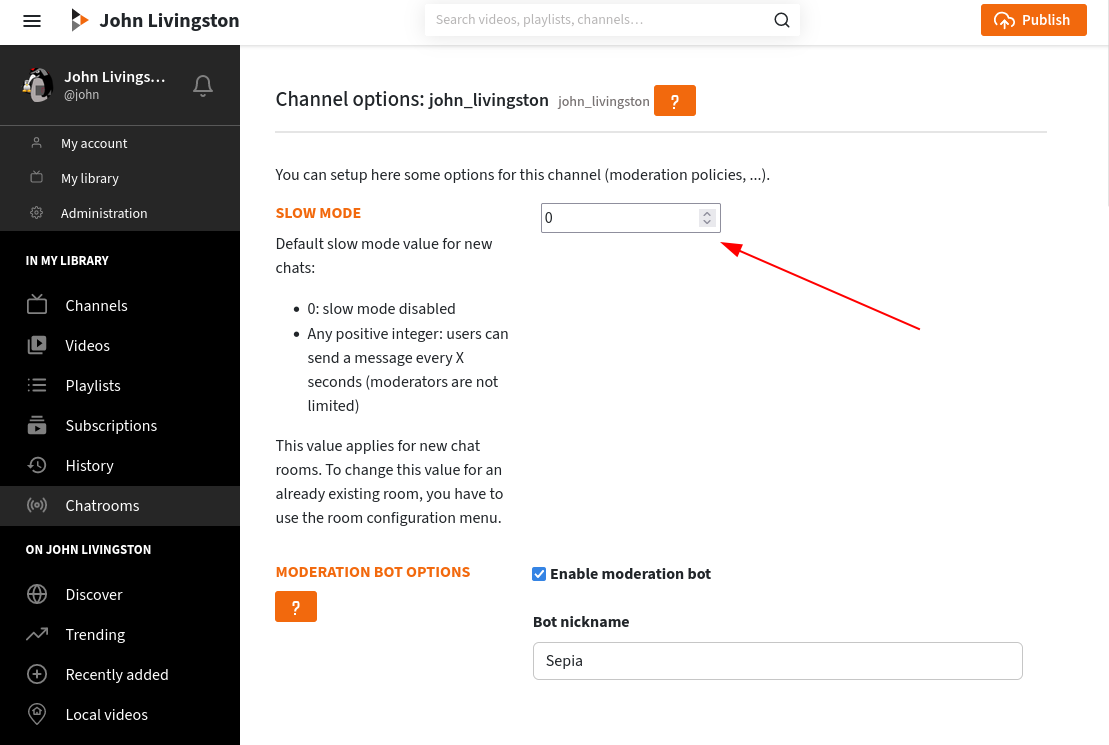 John Livingston
Search videos, playlists, channels…
Publish
John Livings…
@john
My account
My library
Administration
IN MY LIBRARY
Channels
Videos
Playlists
Subscriptions
History
Chatrooms
ON JOHN LIVINGSTON
Discover
Trending
Recently added
Local videos
Channel options: john_livingston john_livingston ?
You can setup here some options for this channel (moderation policies, ...).
SLOW MODE
0
Default slow mode value for new
chats:
• 0: slow mode disabled
• Any positive integer: users can
send a message every X
seconds (moderators are not
limited)
This value applies for new chat
rooms. To change this value for an
already existing room, you have to
use the room configuration menu.
MODERATION BOT OPTIONS
?
Enable moderation bot
Bot nickname
Sepia